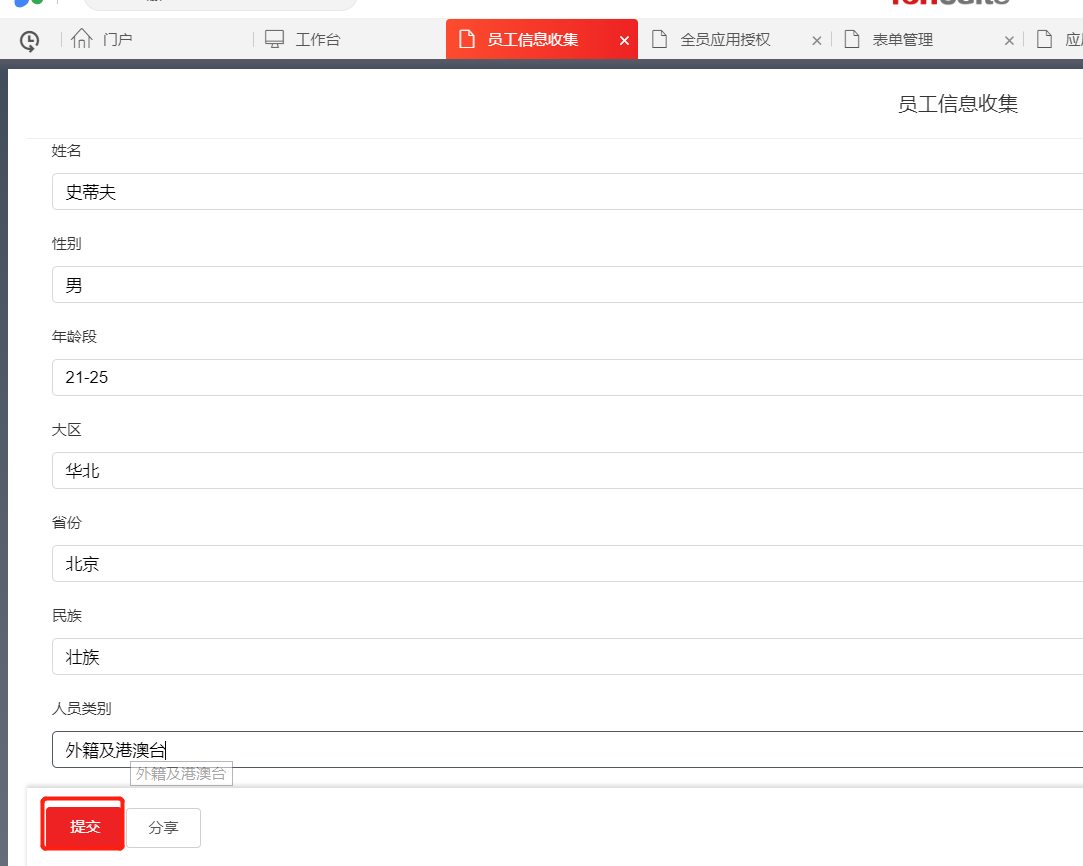 门户
工作台
员工信息收集
全员应用授权
表单管理
员工信息收集
姓名
史蒂夫
性别
男
年龄段
21-25
大区
华北
省份
北京
民族
壮族
人员类别
外籍及港澳台
外籍及港澳台
提交
分享